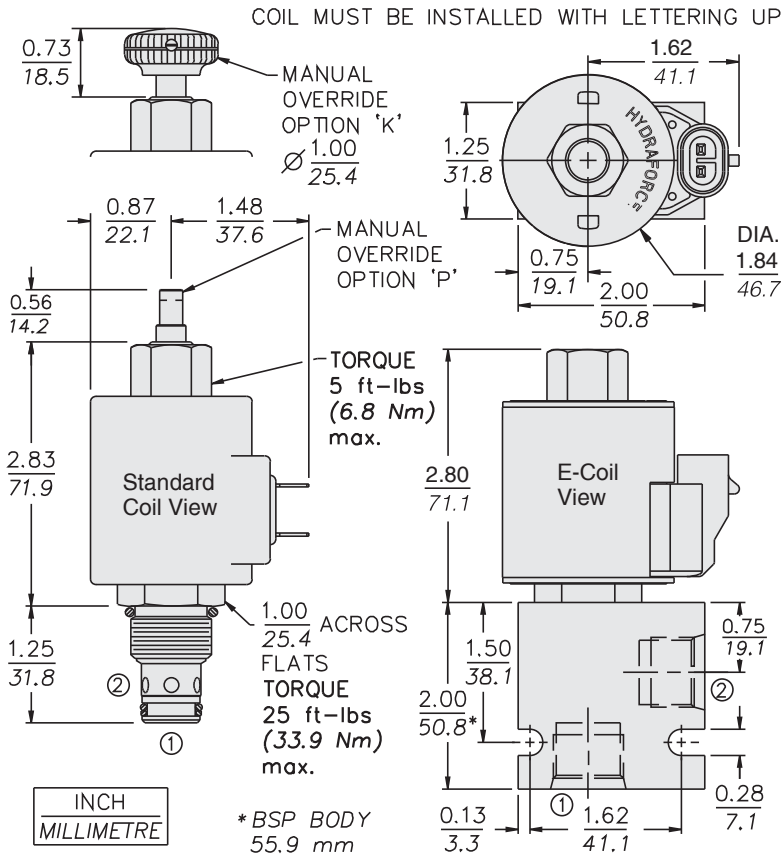 COIL MUST BE INSTALLED WITH LETTERING UP
0.73
18.5
MANUAL
OVERRIDE
OPTION 'K'
Ø 1.00
25.4
1.62
41.1
1.25
31.8
HYDRAFORCE
0.75
19.1
2.00
50.8
DIA.
1.84
46.7
0.87
22.1
1.48
37.6
MANUAL
OVERRIDE
OPTION 'P'
0.56
14.2
TORQUE
5 ft-lbs
(6.8 Nm)
max.
2.83
71.9
Standard
Coil View
2.80
71.1
E-Coil
View
1.00
25.4
ACROSS
FLATS
TORQUE
25 ft-lbs
(33.9 Nm)
max.
1.25
31.8
②
①
1.50
38.1
2.00
50.8*
0.75
19.1
②
①
0.13
3.3
1.62
41.1
0.28
7.1
INCH
MILLIMETRE
*BSP BODY
55.9 mm